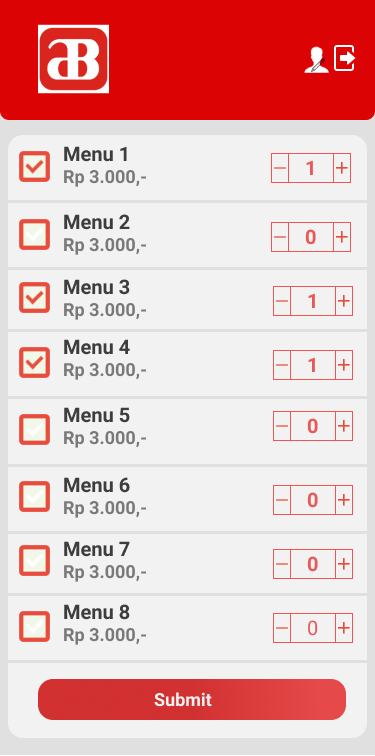 aB
Menu 1
Rp 3.000,-
1
Menu 2
Rp 3.000,-
0
Menu 3
Rp 3.000,-
1
Menu 4
Rp 3.000,-
1
Menu 5
Rp 3.000,-
0
Menu 6
Rp 3.000,-
0
Menu 7
Rp 3.000,-
0
Menu 8
Rp 3.000,-
0
Submit